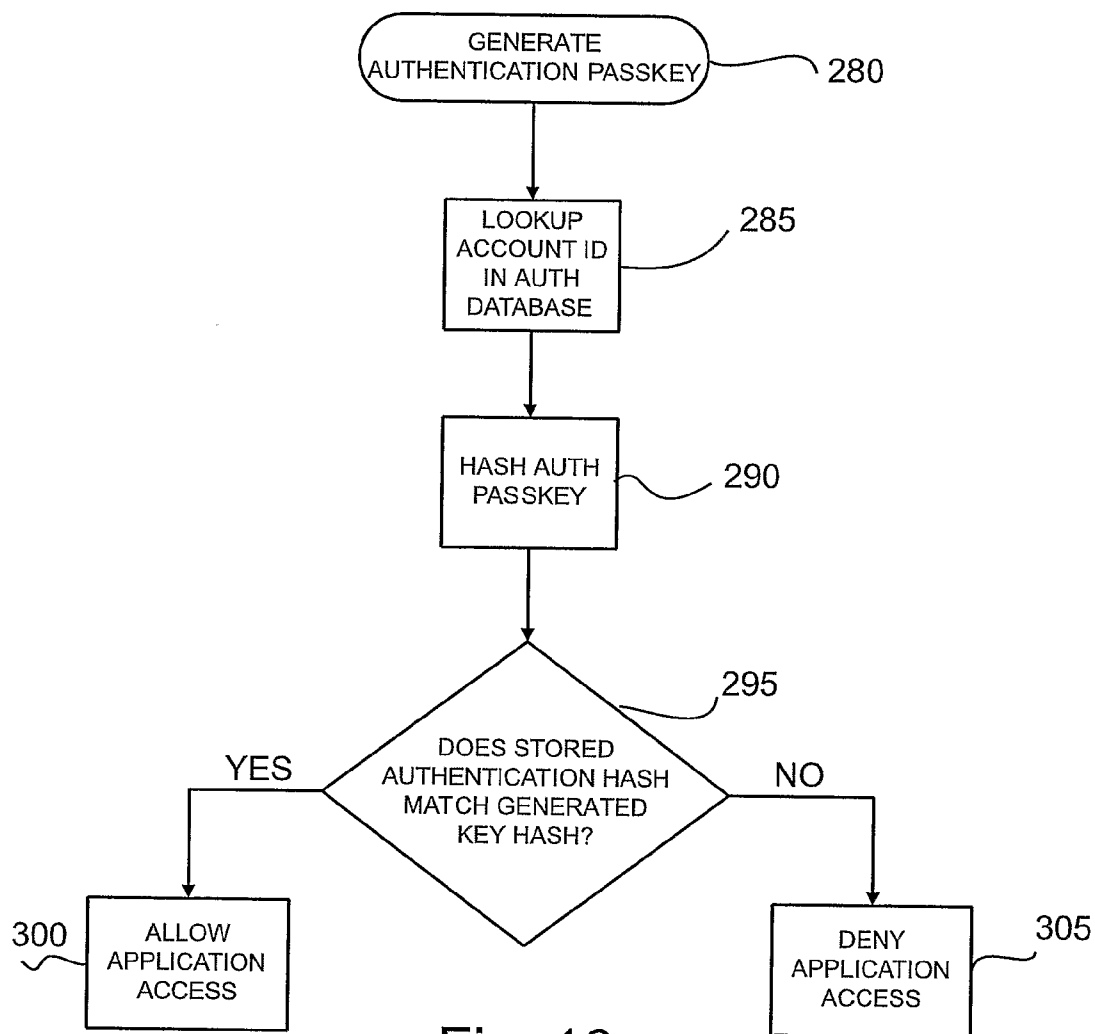 GENERATE
AUTHENTICATION PASSKEY
280
LOOKUP
ACCOUNT ID
IN AUTH
DATABASE
285
HASH AUTH
PASSKEY
290
295
DOES STORED
AUTHENTICATION HASH
MATCH GENERATED
KEY HASH?
YES
NO
300
ALLOW
APPLICATION
ACCESS
DENY
APPLICATION
ACCESS
305